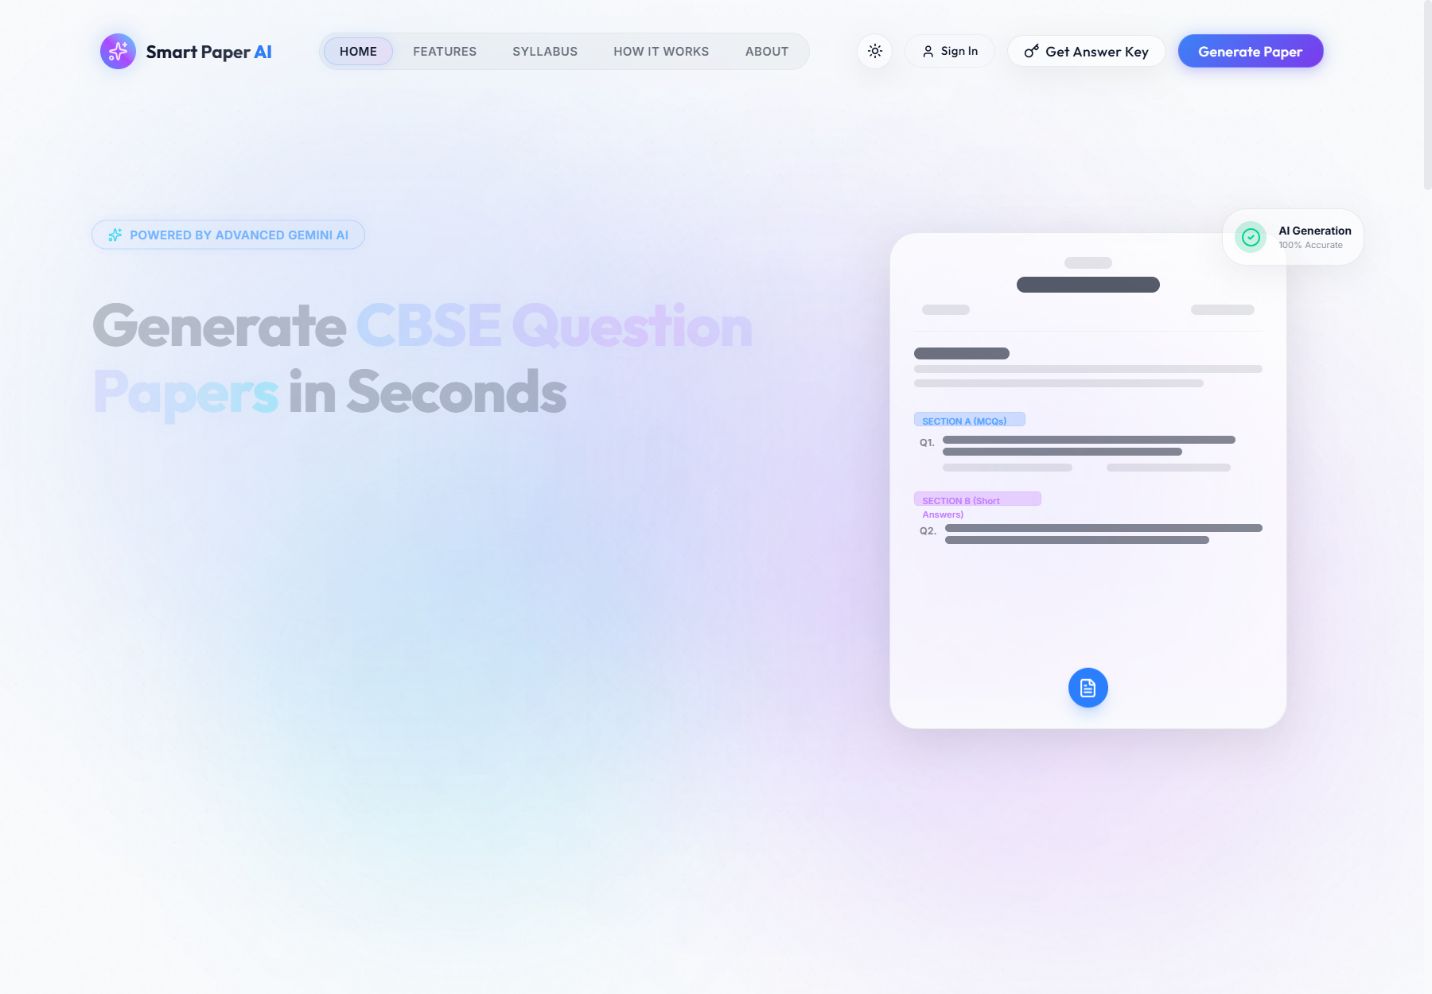 Smart Paper AI
HOME
FEATURES
SYLLABUS
HOW IT WORKS
ABOUT
Sign In
Get Answer Key
Generate Paper
POWERED BY ADVANCED GEMINI AI
Generate CBSE Question
Papers in Seconds
AI Generation
100% Accurate
SECTION A (MCQs)
Q1.
SECTION B (Short
Answers)
Q2.